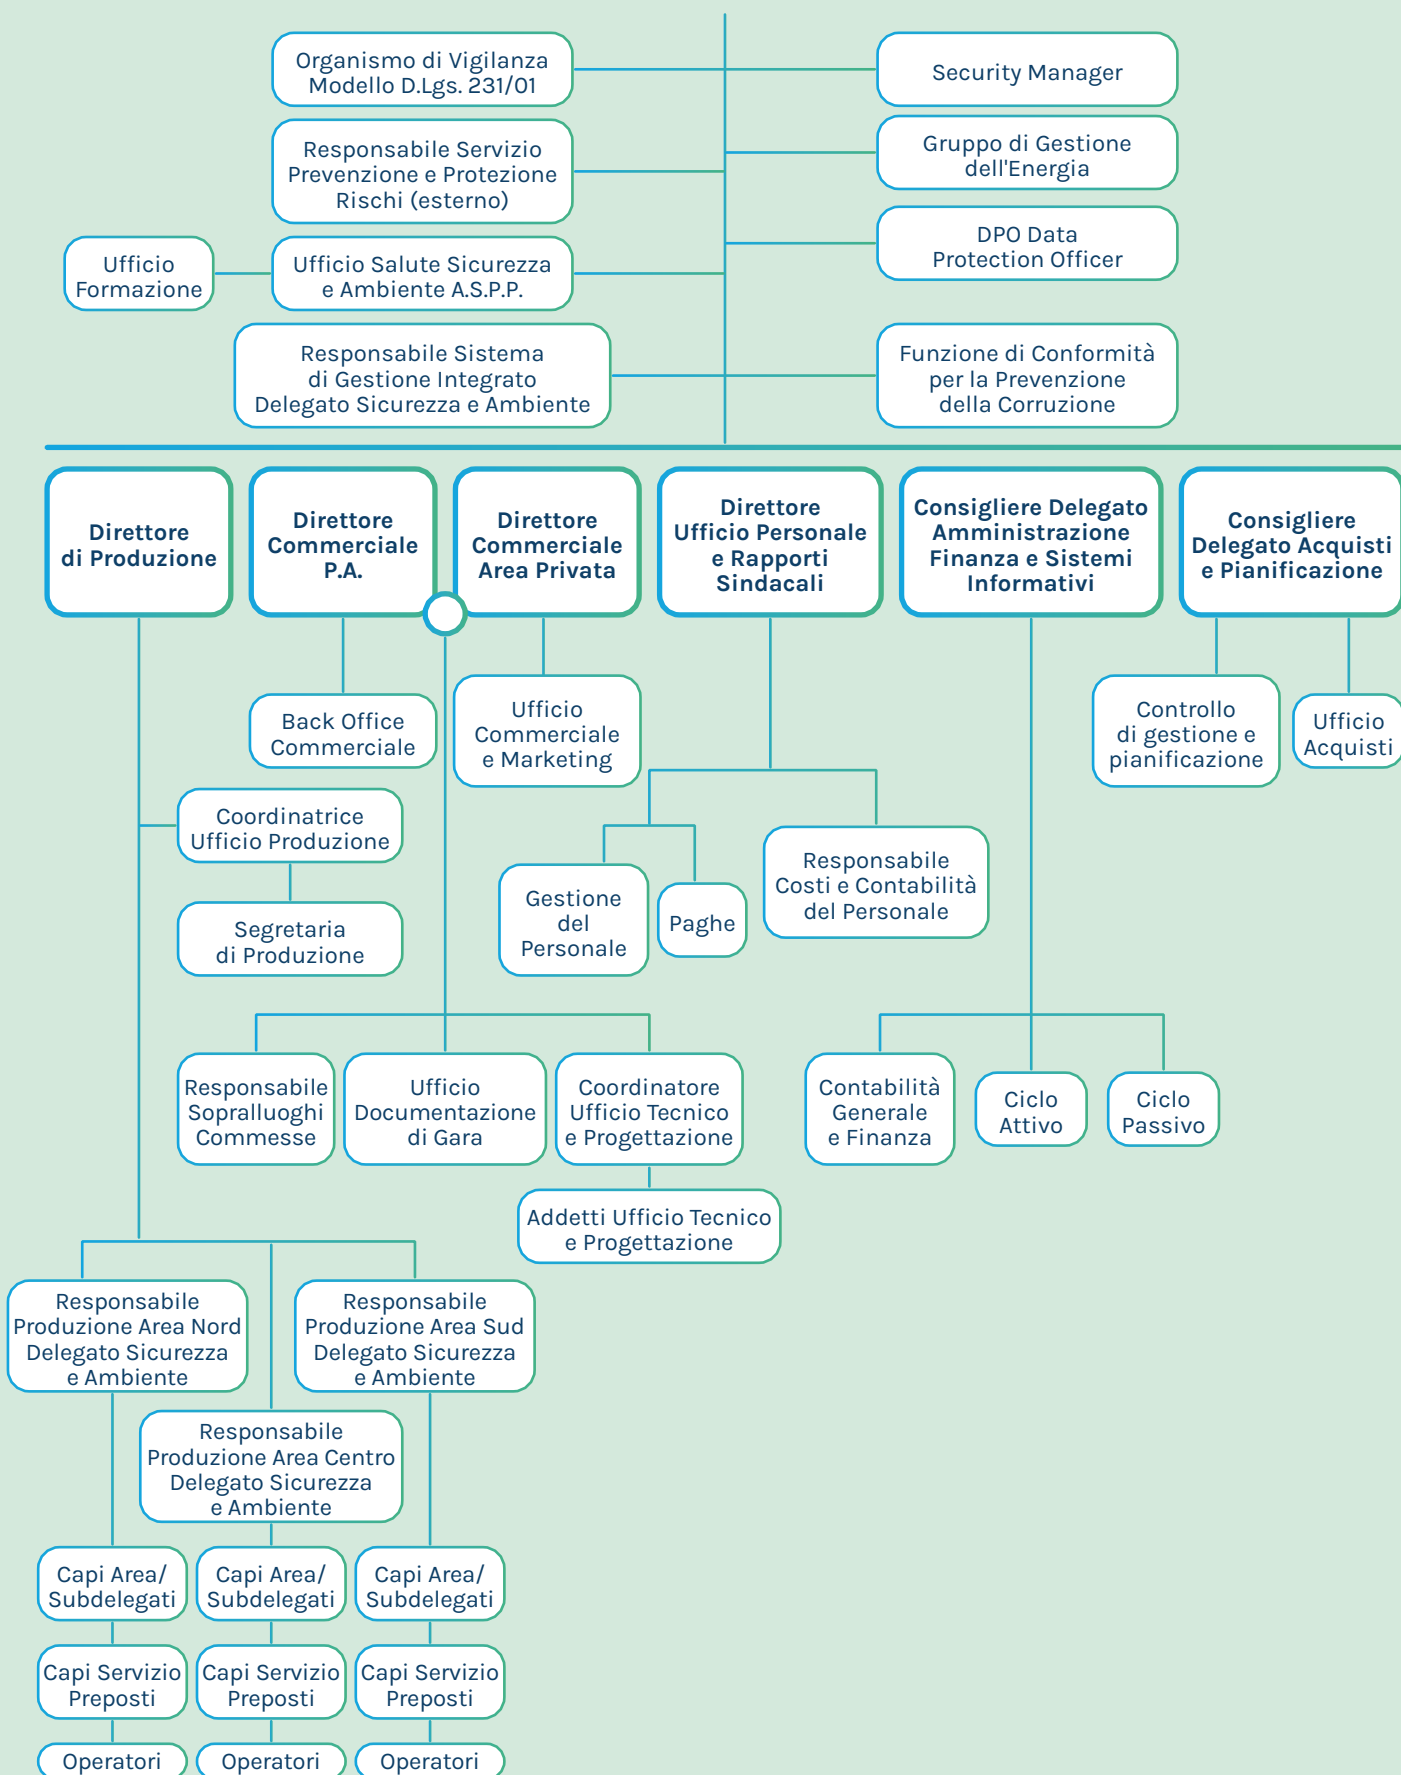 Organismo di Vigilanza
Modello D.Lgs. 231/01
Security Manager
Responsabile Servizio
Prevenzione e Protezione
Rischi (esterno)
Gruppo di Gestione
dell'Energia
DPO Data
Protection Officer
Ufficio
Formazione
Ufficio Salute Sicurezza
e Ambiente A.S.P.P.
Responsabile Sistema
di Gestione Integrato
Delegato Sicurezza e Ambiente
Funzione di Conformità
per la Prevenzione
della Corruzione
Direttore
di Produzione
Direttore
Commerciale
P.A.
Direttore
Commerciale
Area Privata
Direttore
Ufficio Personale
e Rapporti
Sindacali
Consigliere Delegato
Amministrazione
Finanza e Sistemi
Informativi
Consigliere
Delegato Acquisti
e Pianificazione
Back Office
Commerciale
Ufficio
Commerciale
e Marketing
Controllo
di gestione e
pianificazione
Ufficio
Acquisti
Coordinatrice
Ufficio Produzione
Segretaria
di Produzione
Gestione
del
Personale
Paghe
Responsabile
Costi e Contabilità
del Personale
Responsabile
Sopralluoghi
Commesse
Ufficio
Documentazione
di Gara
Coordinatore
Ufficio Tecnico
e Progettazione
Contabilità
Generale
e Finanza
Ciclo
Attivo
Ciclo
Passivo
Addetti Ufficio Tecnico
e Progettazione
Responsabile
Produzione Area Nord
Delegato Sicurezza
e Ambiente
Responsabile
Produzione Area Sud
Delegato Sicurezza
e Ambiente
Responsabile
Produzione Area Centro
Delegato Sicurezza
e Ambiente
Capi Area/
Subdelegati
Capi Area/
Subdelegati
Capi Area/
Subdelegati
Capi Servizio
Preposti
Capi Servizio
Preposti
Capi Servizio
Preposti
Operatori
Operatori
Operatori